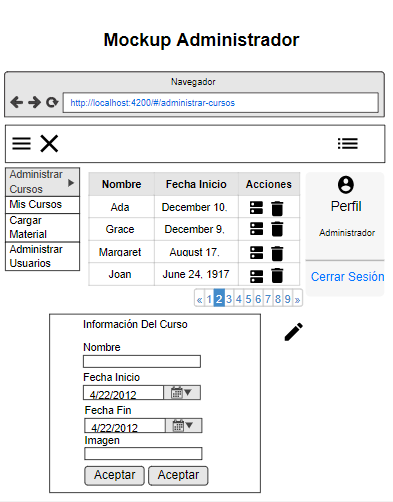 Mockup Administrador
Navegador
http://localhost:4200/#/administrar-cursos
Administrar
Cursos
Mis Cursos
Cargar
Material
Administrar
Usuarios
Nombre Fecha Inicio Acciones
Ada December 10,
Grace December 9,
Margaret August 17,
Joan June 24, 1917
« 1 2 3 4 5 6 7 8 9 »
Perfil
Administrador
Cerrar Sesión
Información Del Curso
Nombre
Fecha Inicio
4/22/2012
Fecha Fin
4/22/2012
Imagen
Aceptar Aceptar